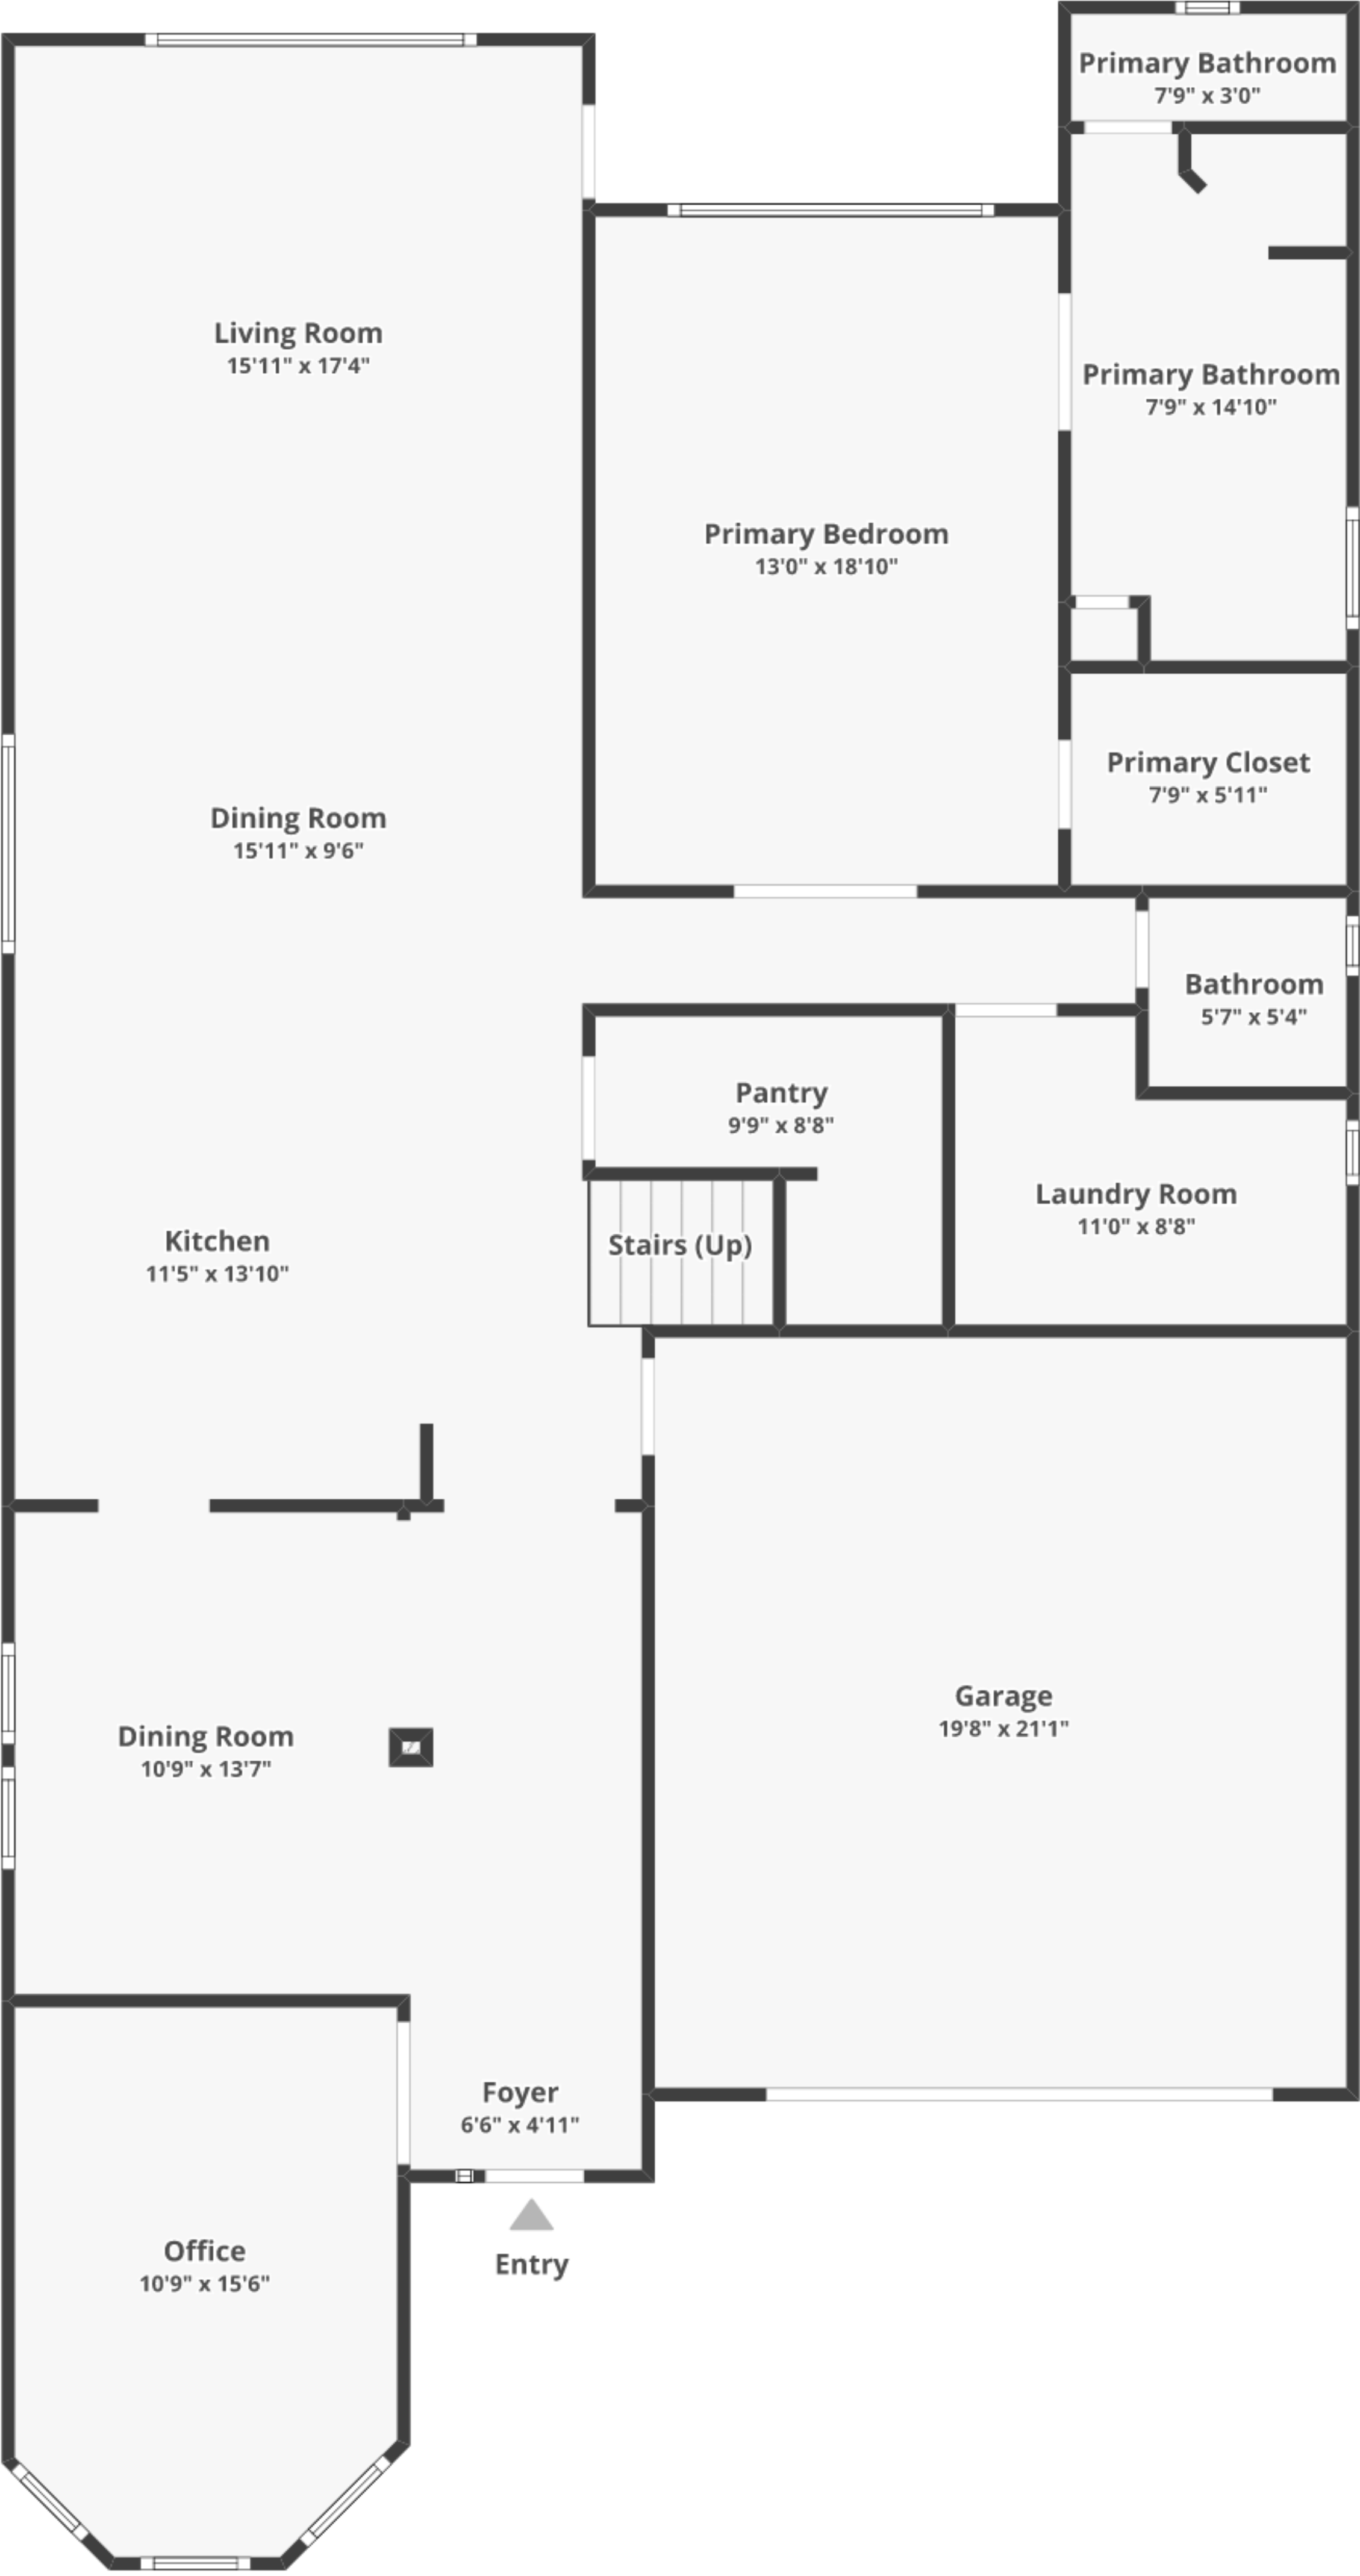 Primary Bathroom
7'9" x 3'0"
Living Room
15'11" x 17'4"
Primary Bathroom
7'9" x 14'10"
Primary Bedroom
13'0" x 18'10"
Primary Closet
7'9" x 5'11"
Dining Room
15'11" x 9'6"
Bathroom
5'7" x 5'4"
Pantry
9'9" x 8'8"
Laundry Room
11'0" x 8'8"
Kitchen
11'5" x 13'10"
Stairs (Up)
Garage
19'8" x 21'1"
Dining Room
10'9" x 13'7"
Foyer
6'6" x 4'11"
Office
10'9" x 15'6"
Entry